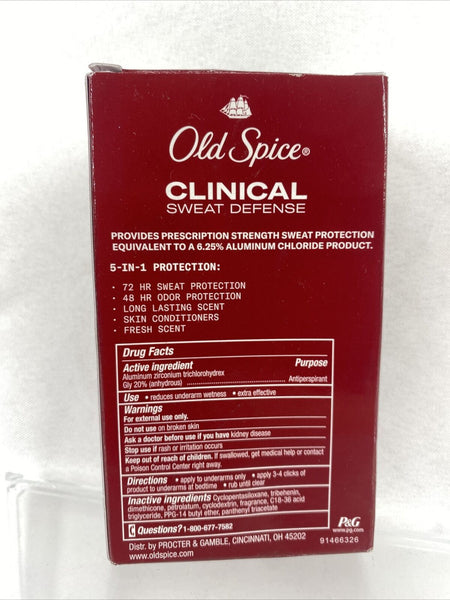 Old Spice®
CLINICAL
SWEAT DEFENSE
PROVIDES PRESCRIPTION STRENGTH SWEAT PROTECTION
EQUIVALENT TO A 6.25% ALUMINUM CHLORIDE PRODUCT.
5-IN-1 PROTECTION:
· 72 HR SWEAT PROTECTION
· 48 HR ODOR PROTECTION
· LONG LASTING SCENT
· SKIN CONDITIONERS
· FRESH SCENT
Drug Facts
Active ingredient Purpose
Aluminum zirconium trichlorohydrex
Gly 20% (anhydrous) ........................ Antiperspirant
Use • reduces underarm wetness • extra effective
Warnings
For external use only.
Do not use on broken skin
Ask a doctor before use if you have kidney disease
Stop use if rash or irritation occurs
Keep out of reach of children. If swallowed, get medical help or contact
a Poison Control Center right away.
Directions • apply to underarms only • apply 3-4 clicks of
product to underarms at bedtime • rub until clear
Inactive ingredients Cyclopentasiloxane, tribehenin,
dimethicone, petrolatum, cyclodextrin, fragrance, C18-36 acid
triglyceride, PPG-14 butyl ether, panthenyl triacetate
Questions? 1-800-677-7582
Distr. by PROCTER & GAMBLE, CINCINNATI, OH 45202
www.oldspice.com
P&G
www.pg.com
91466326